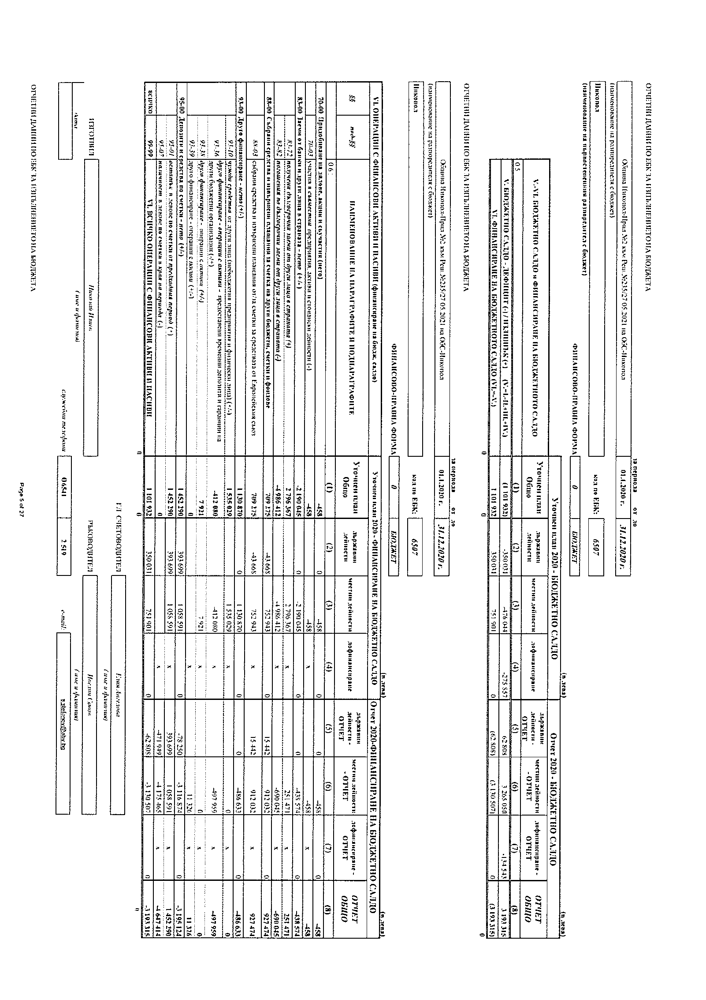 ОТЧЕТНИ ДАННИ ПО ЕБК ЗА ИЗПЪЛНЕНИЕТО НА БЮДЖЕТА
за периода от до
Община Никопол-Прил.№2 към Реш.№235/27.05.2021 на ОбС-Никопол 01.1.2020 г. 31.12.2020 г.
(наименование на разпоредителя с бюджет)
Никопол код по ЕБК: 6507
(наименование на първостепенния разпоредител с бюджет)
ФИНАНСОВО-ПРАВНА ФОРМА 0 БЮДЖЕТ
(в лева) (в лева)
V.-VI. БЮДЖЕТНО САЛДО и ФИНАНСИРАНЕ НА БЮДЖЕТНОТО САЛДО Уточнен план 2020 - БЮДЖЕТНО САЛДО Отчет 2020 - БЮДЖЕТНО САЛДО
Уточнен план Общо държавни дейности местни дейности дофинансиране държавни дейности - ОТЧЕТ местни дейности - ОТЧЕТ дофинансиране - ОТЧЕТ ОТЧЕТ ОБЩО
0 5 (1) (2) (3) (4) (5) (6) (7) (8)
V. БЮДЖЕТНО САЛДО - ДЕФИЦИТ (-) / ИЗЛИШЪК (+) (V.=I.-II.+III.+IV.) (1 101 932) -350 031 -476 044 -275 857 62 808 3 265 050 -134 543 3 193 315
VI. ФИНАНСИРАНЕ НА БЮДЖЕТНОТО САЛДО (VI.=-V.) 1 101 932 350 031 751 901 0 (62 808) (3 130 507) 0 (3 193 315)
0 0 0
ОТЧЕТНИ ДАННИ ПО ЕБК ЗА ИЗПЪЛНЕНИЕТО НА БЮДЖЕТА
за периода от до
Община Никопол-Прил.№2 към Реш.№235/27.05.2021 на ОбС-Никопол 01.1.2020 г. 31.12.2020 г.
(наименование на разпоредителя с бюджет)
Никопол код по ЕБК: 6507
ФИНАНСОВО-ПРАВНА ФОРМА 0 БЮДЖЕТ
(в лева) (в лева)
VI. ОПЕРАЦИИ С ФИНАНСОВИ АКТИВИ И ПАСИВИ (финансиране на бюдж. салдо) Уточнен план 2020 - ФИНАНСИРАНЕ НА БЮДЖЕТНО САЛДО Отчет 2020-ФИНАНСИРАНЕ НА БЮДЖЕТНО САЛДО
§§ под-§§ НАИМЕНОВАНИЕ НА ПАРАГРАФИТЕ И ПОДПАРАГРАФИТЕ Уточнен план Общо държавни дейности местни дейности дофинансиране държавни дейности - ОТЧЕТ местни дейности - ОТЧЕТ дофинансиране - ОТЧЕТ ОТЧЕТ ОБЩО
0 6 (1) (2) (3) (4) (5) (6) (7) (8)
70-00 Придобиване на дялове, акции и съучастия (нето) -458 0 -458 0 0 -458 0 -458
70-03 участия в съвместни предприятия, активи и стопански дейности (-) -458 -458 x -458 x -458
83-00 Заеми от банки и други лица в страната - нето (+/-) -2 190 045 0 -2 190 045 0 0 -438 574 0 -438 574
83-72 получени дългосрочни заеми от други лица в страната (+) 2 796 367 2 796 367 x 251 471 x 251 471
83-82 погашения по дългосрочни заеми от други лица в страната (-) -4 986 412 -4 986 412 x -690 045 x -690 045
88-00 Събрани средства и извършени плащания за сметка на други бюджети, сметки и фондове 709 275 -43 668 752 943 0 15 442 912 032 0 927 474
88-03 събрани средства и извършени плащания от/за сметки за средствата от Европейския съюз 709 275 -43 668 752 943 x 15 442 912 032 x 927 474
93-00 Друго финансиране - нето (+/-) 1 130 870 0 1 130 870 0 0 -486 633 0 -486 633
93-10 чужди средства от други лица (небюджетни предприятия и физически лица) (+/-) 1 535 029 1 535 029 x 0 x 0
93-36 друго финансиране - операции с активи - предоставени временни депозити и гаранции на други бюджетни организации (-/+) -412 080 -412 080 x -497 959 x -497 959
93-38 друго финансиране - операции с активи (+/-) 7 921 7 921 x 0 x 0
93-39 друго финансиране - операции с пасиви (+/-) 0 x 11 326 x 11 326
95-00 Депозити и средства по сметки - нето (+/-) 1 452 290 393 699 1 058 591 0 -78 250 -3 116 874 0 -3 195 124
95-01 остатък в левове по сметки от предходния период (+) 1 452 290 393 699 1 058 591 x 393 699 1 058 591 x 1 452 290
95-07 наличност в левове по сметки в края на периода (-) 0 x -471 949 -4 175 465 x -4 647 414
всичко 99-99 VI. ВСИЧКО ОПЕРАЦИИ С ФИНАНСОВИ АКТИВИ И ПАСИВИ 1 101 932 350 031 751 901 0 -62 808 -3 130 507 0 -3 193 315
0 0 0
ГЛ. СЧЕТОВОДИТЕЛ
(име и фамилия)
ИЗГОТВИЛ РЪКОВОДИТЕЛ
(име и фамилия) (име и фамилия)
дата служебни телефони 06541 2 519 e-mail:
ОТЧЕТНИ ДАННИ ПО ЕБК ЗА ИЗПЪЛНЕНИЕТО НА БЮДЖЕТА
Page 5 of 27